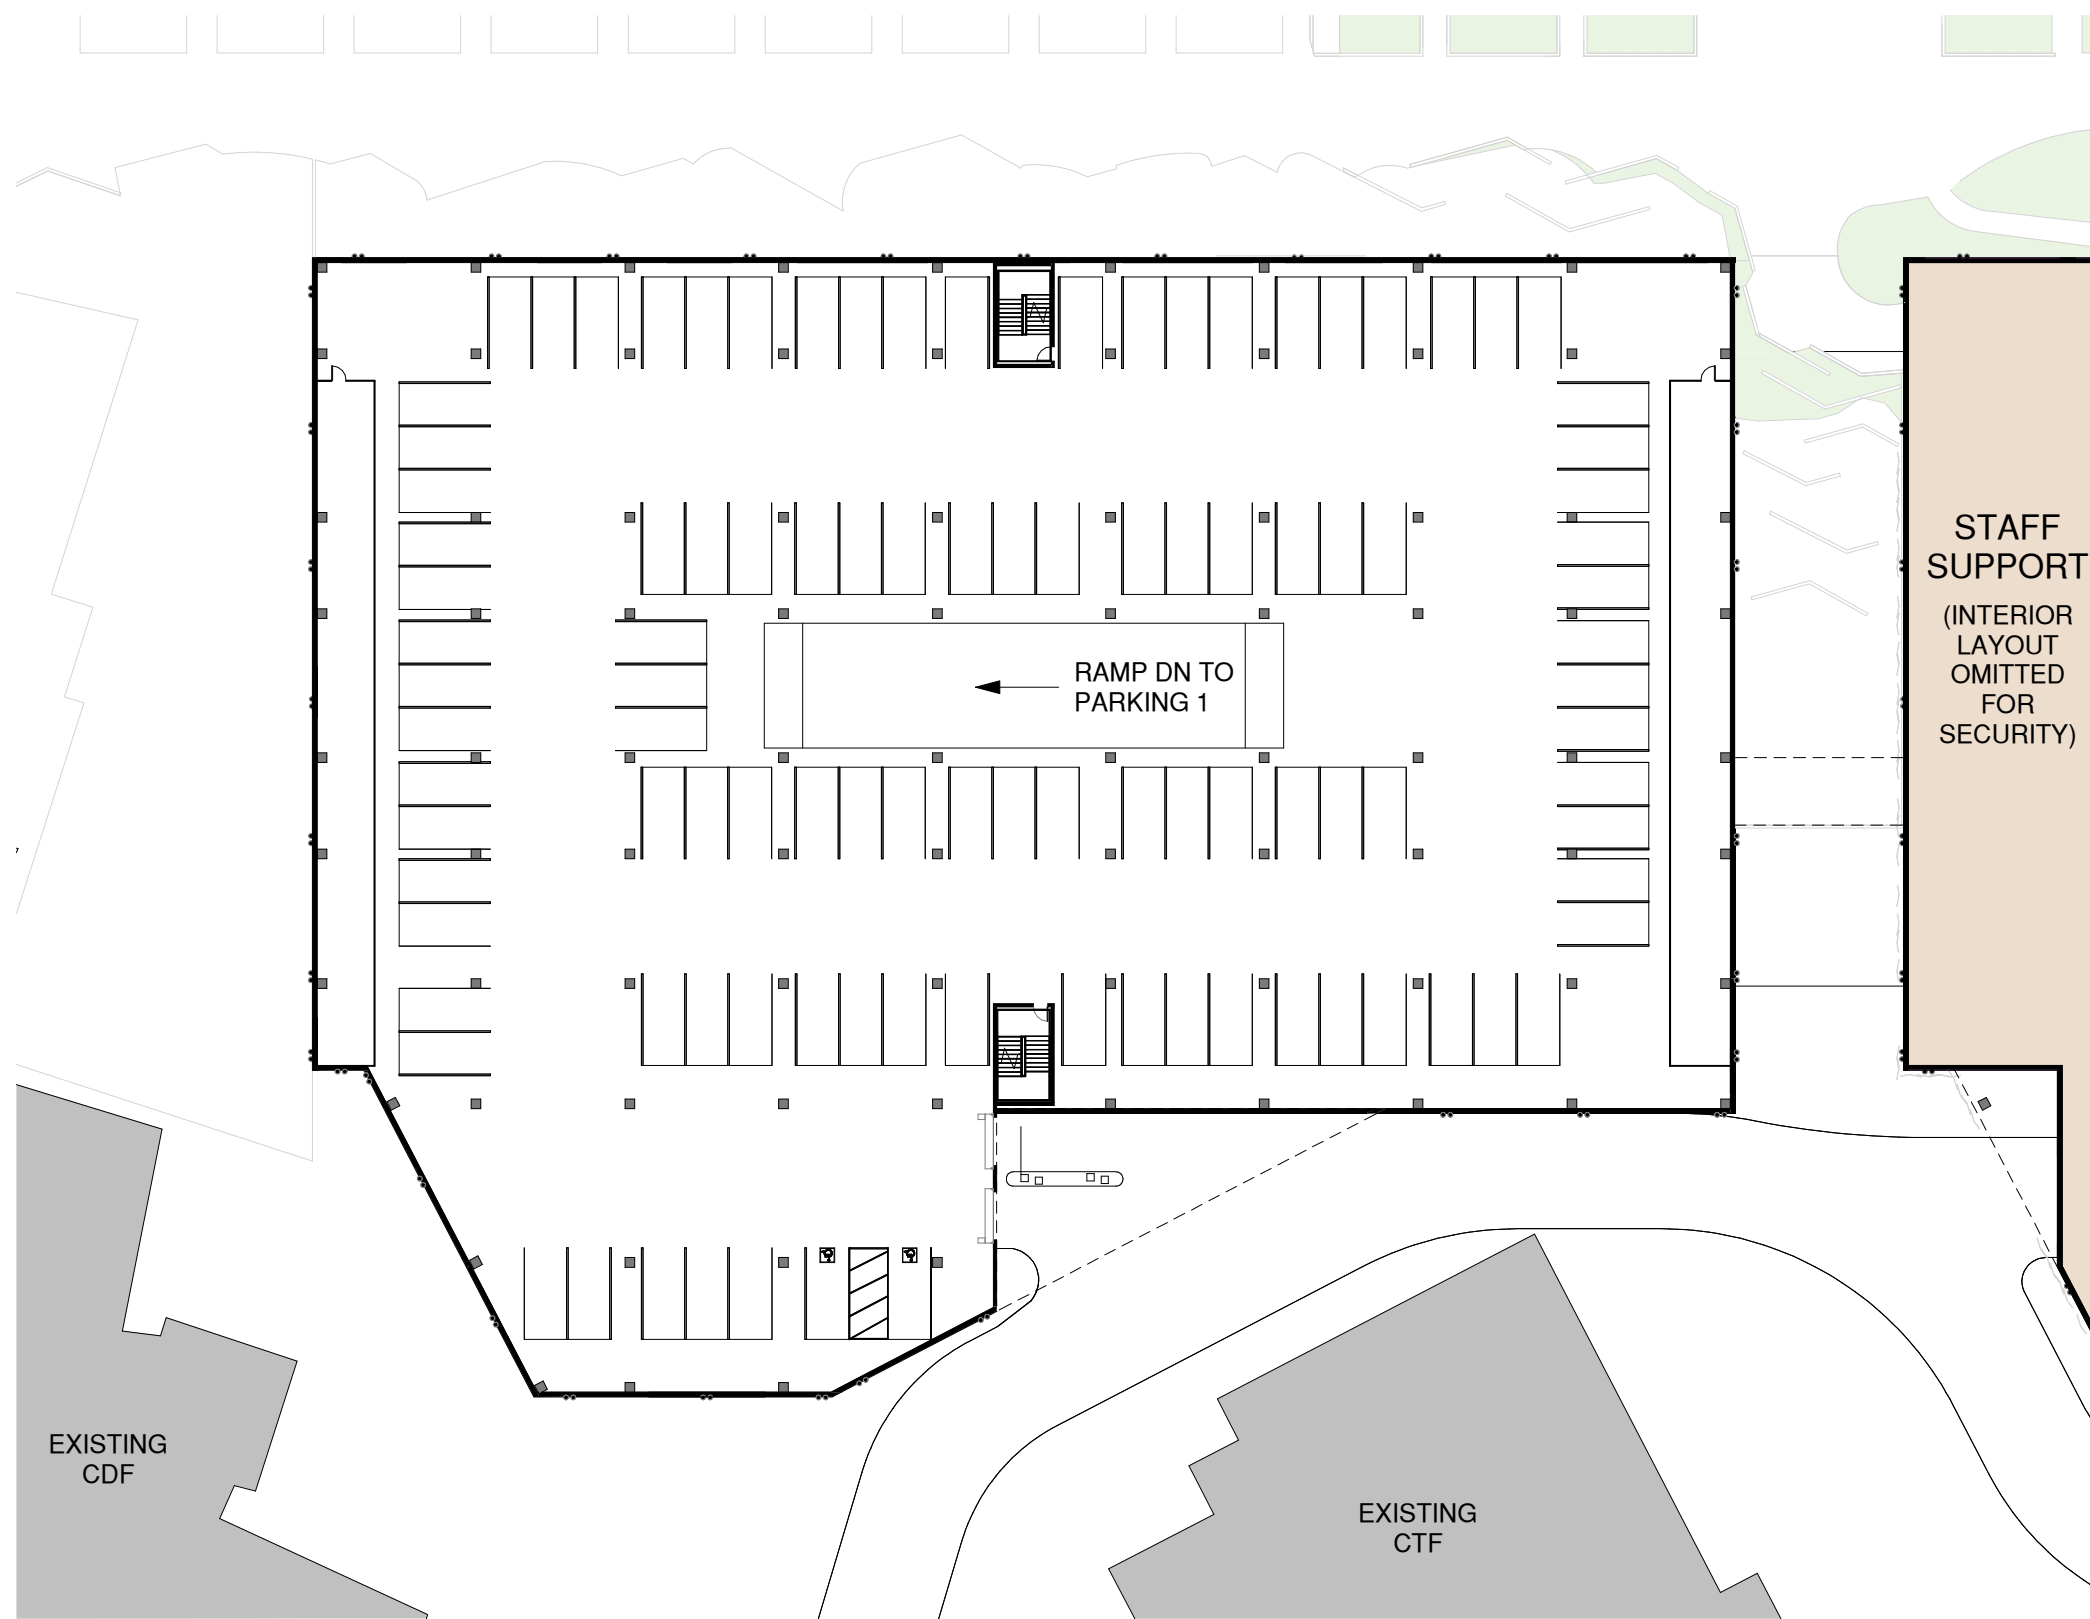 STAFF
SUPPORT
(INTERIOR
LAYOUT
OMITTED
FOR
SECURITY)
RAMP DN TO
PARKING 1
EXISTING
CDF
EXISTING
CTF